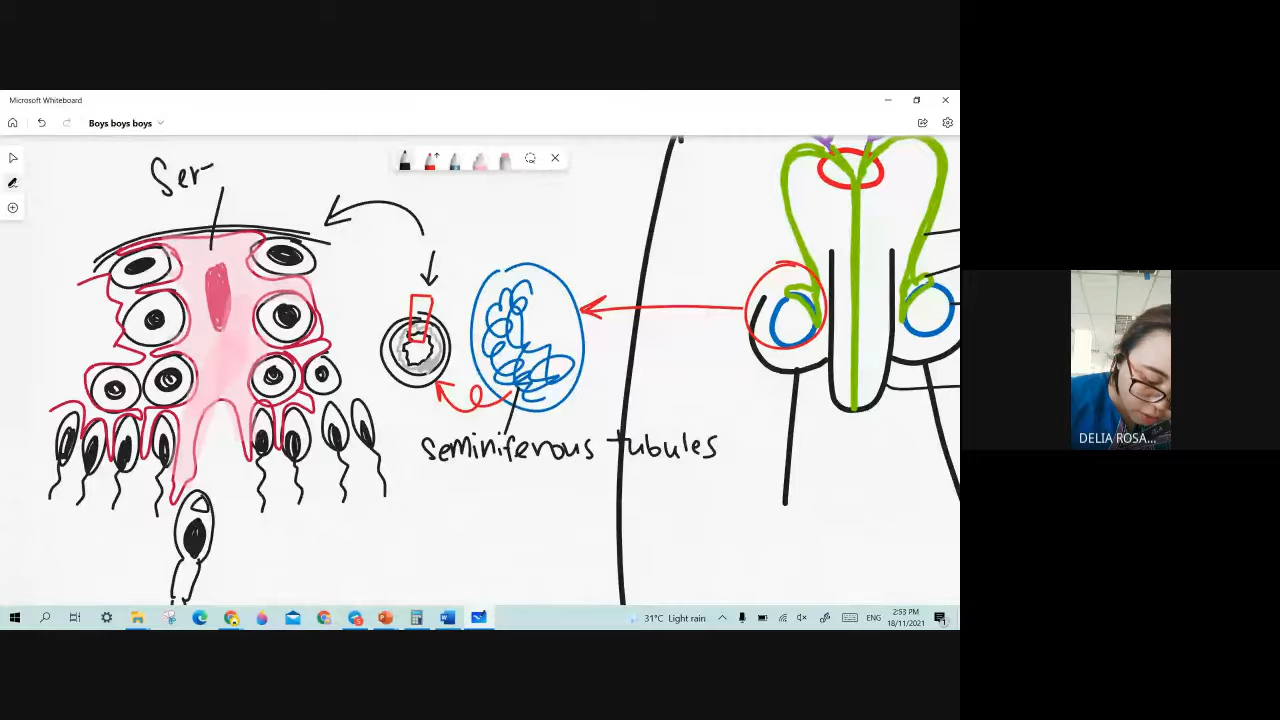 Microsoft Whiteboard
Boys boys boys
Ser
seminiferous tubules
DELIA ROSA...
31°C Light rain
ENG
2:53 PM
18/11/2021